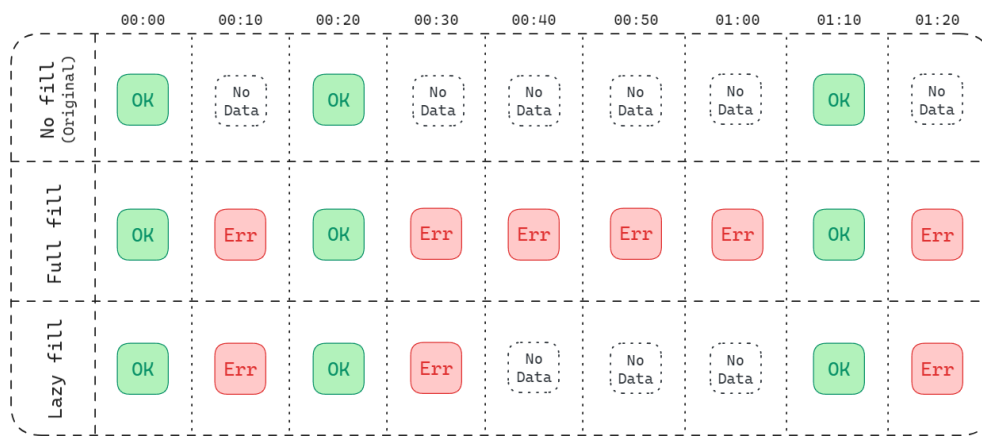 00:00 00:10 00:20 00:30 00:40 00:50 01:00 01:10 01:20
No fill
(Original)
OK
No
Data
OK
No
Data
No
Data
No
Data
No
Data
OK
No
Data
Full fill
OK Err OK Err Err Err Err OK Err
Lazy fill
OK
Err
OK
Err
No
Data
No
Data
No
Data
OK
Err